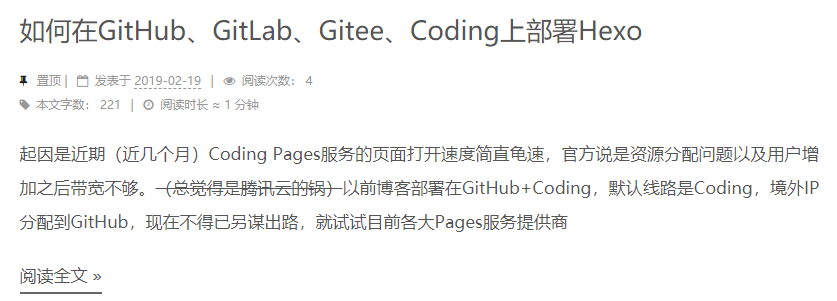 如何在GitHub、GitLab、Gitee、Coding上部署Hexo
置顶 | 发表于 2019-02-19 | 阅读次数： 4
本文字数： 221 | 阅读时长 ≈ 1 分钟
起因是近期（近几个月）Coding Pages服务的页面打开速度简直龟速，官方说是资源分配问题以及用户增
加之后带宽不够。（总觉得是腾讯云的锅）以前博客部署在GitHub+Coding，默认线路是Coding，境外IP
分配到GitHub，现在不得已另谋出路，就试试目前各大Pages服务提供商
阅读全文 »